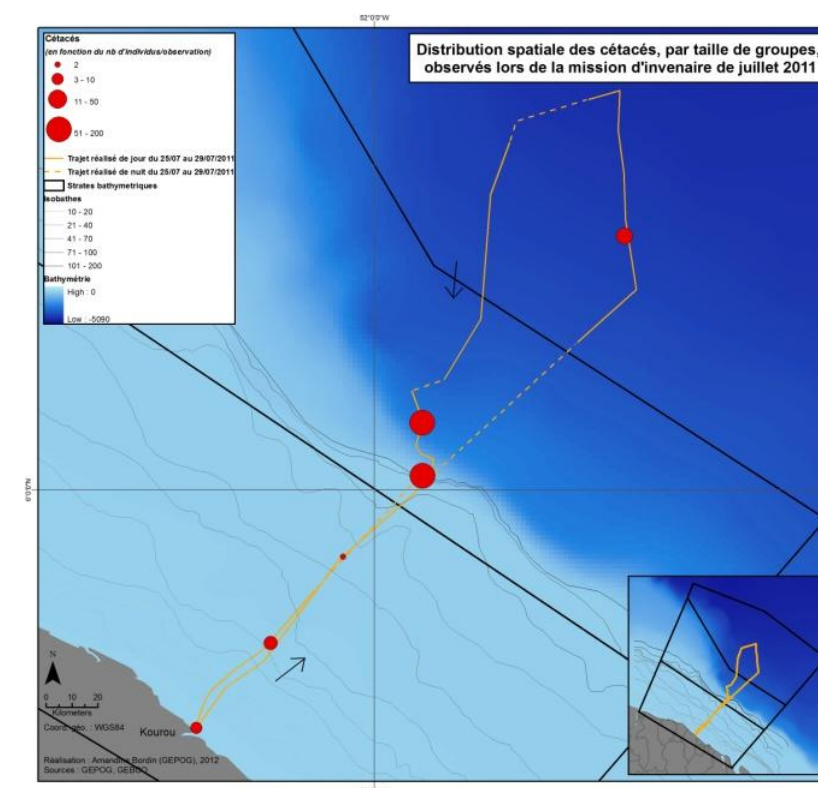 52°0'0"W
Distribution spatiale des cétacés, par taille de groupes,
observés lors de la mission d'invenaire de juillet 2011
Cétacés
(en fonction du nb d'individus/observation)
2
3 - 10
11 - 50
51 - 200
Trajet réalisé de jour du 25/07 au 29/07/2011
Trajet réalisé de nuit du 25/07 au 29/07/2011
Strates bathymetriques
Isobathes
10 - 20
21 - 40
41 - 70
71 - 100
101 - 200
Bathymétrie
High : 0
Low : -5090
6°0'0"N
N
0 10 20
Kilometers
Coord. géo. : WGS84
Kourou
Réalisation : Amandine Bordin (GEPOG), 2012
Sources : GEPOG, GEBCO